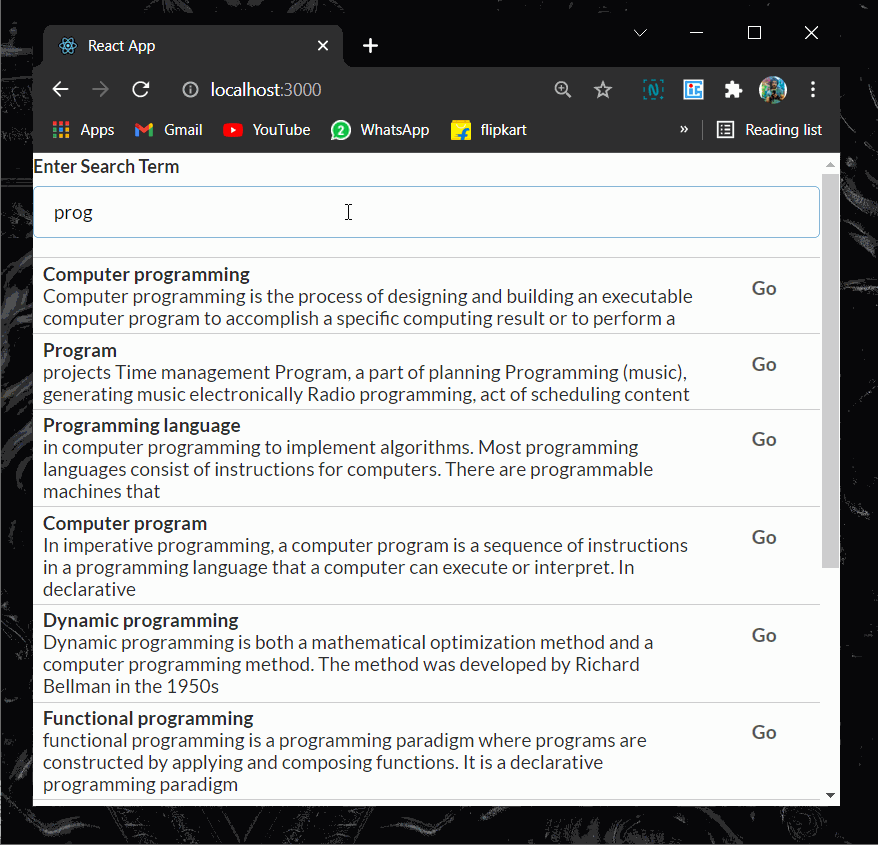 React App
localhost:3000
Apps Gmail YouTube 2 WhatsApp flipkart » Reading list
Enter Search Term
prog
Computer programming
Computer programming is the process of designing and building an executable
computer program to accomplish a specific computing result or to perform a
Go
Program
projects Time management Program, a part of planning Programming (music),
generating music electronically Radio programming, act of scheduling content
Go
Programming language
in computer programming to implement algorithms. Most programming
languages consist of instructions for computers. There are programmable
machines that
Go
Computer program
In imperative programming, a computer program is a sequence of instructions
in a programming language that a computer can execute or interpret. In
declarative
Go
Dynamic programming
Dynamic programming is both a mathematical optimization method and a
computer programming method. The method was developed by Richard
Bellman in the 1950s
Go
Functional programming
functional programming is a programming paradigm where programs are
constructed by applying and composing functions. It is a declarative
programming paradigm
Go